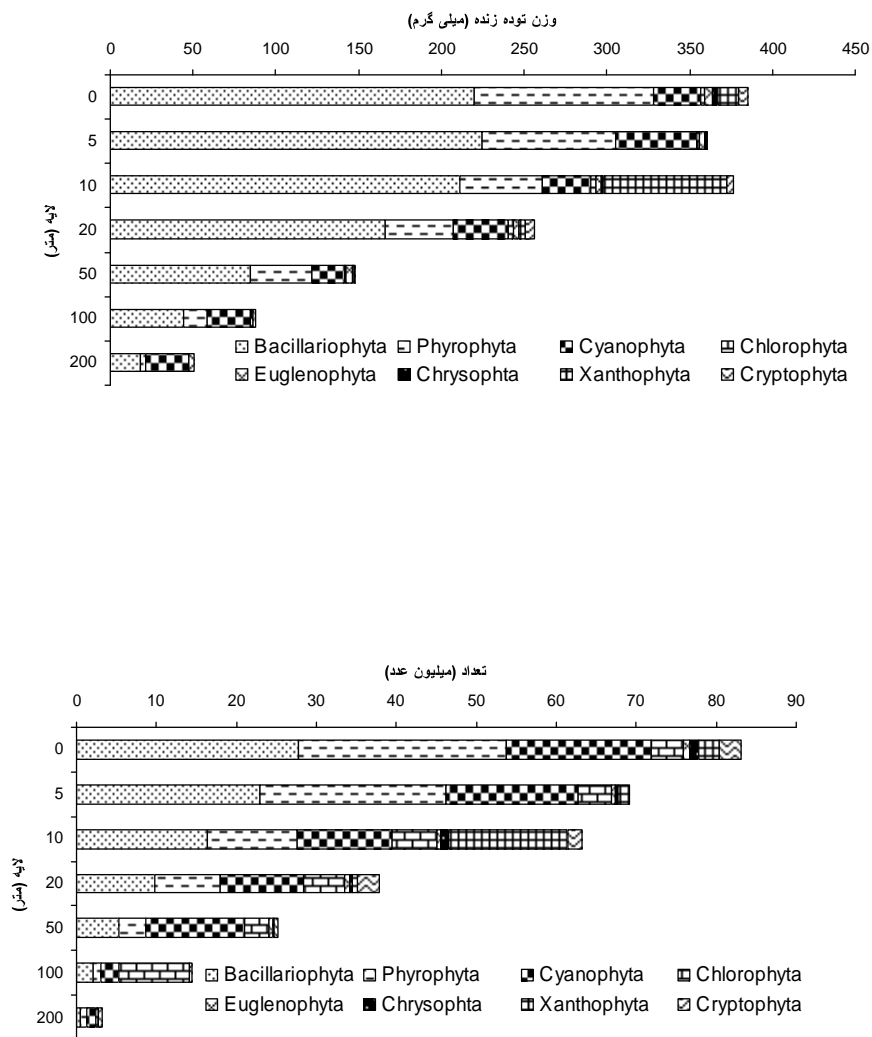 وزن توده زنده (میلی گرم)
0 50 100 150 200 250 300 350 400 450
0
5
10
20
50
100
200
لایه (متر)
Bacillariophyta Phyrophyta Cyanophyta Chlorophyta
Euglenophyta Chrysophta Xanthophyta Cryptophyta
تعداد (میلیون عدد)
0 10 20 30 40 50 60 70 80 90
0
5
10
20
50
100
200
لایه (متر)
Bacillariophyta Phyrophyta Cyanophyta Chlorophyta
Euglenophyta Chrysophta Xanthophyta Cryptophyta